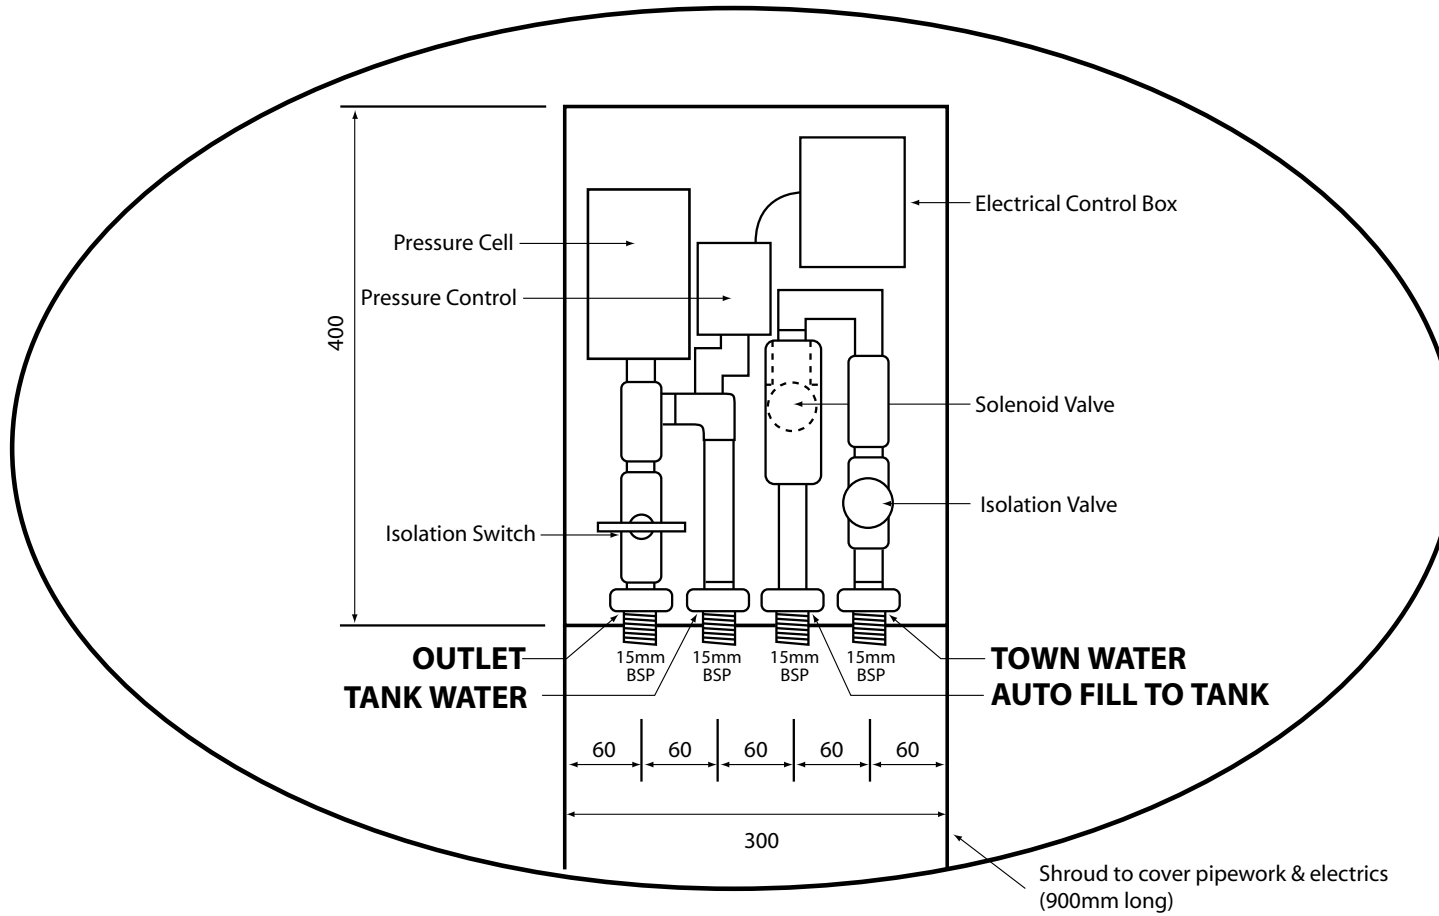 Electrical Control Box
Pressure Cell
Pressure Control
400
Solenoid Valve
Isolation Valve
Isolation Switch
OUTLET
15mm
BSP
15mm
BSP
15mm
BSP
15mm
BSP
TOWN WATER
TANK WATER
AUTO FILL TO TANK
60
60
60
60
60
300
Shroud to cover pipework & electrics
(900mm long)